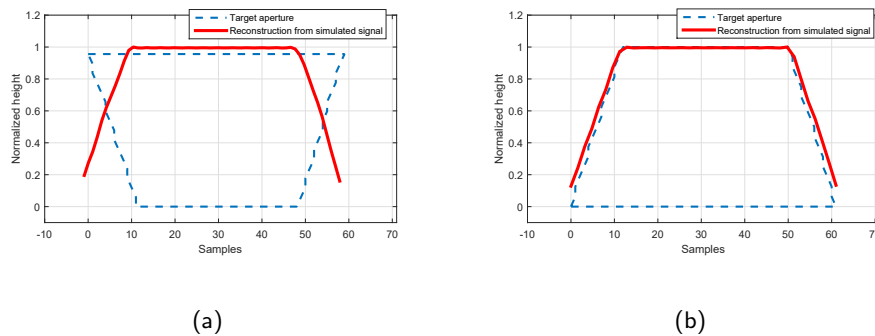 Target aperture
Reconstruction from simulated signal
1.2
1
0.8
0.6
0.4
0.2
0
Normalized height
-10 0 10 20 30 40 50 60 70
Samples
(a)
Target aperture
Reconstruction from simulated signal
1.2
1
0.8
0.6
0.4
0.2
0
Normalized height
-10 0 10 20 30 40 50 60 70
Samples
(b)